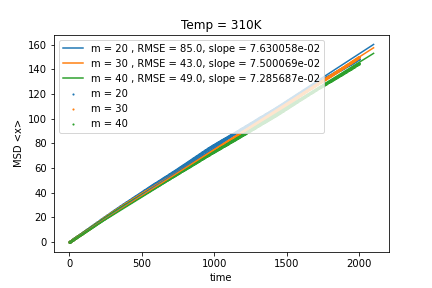 Temp = 310K
m = 20 , RMSE = 85.0, slope = 7.630058e-02
m = 30 , RMSE = 43.0, slope = 7.500069e-02
m = 40 , RMSE = 49.0, slope = 7.285687e-02
m = 20
m = 30
m = 40
MSD <x>
160
140
120
100
80
60
40
20
0
0 500 1000 1500 2000
time